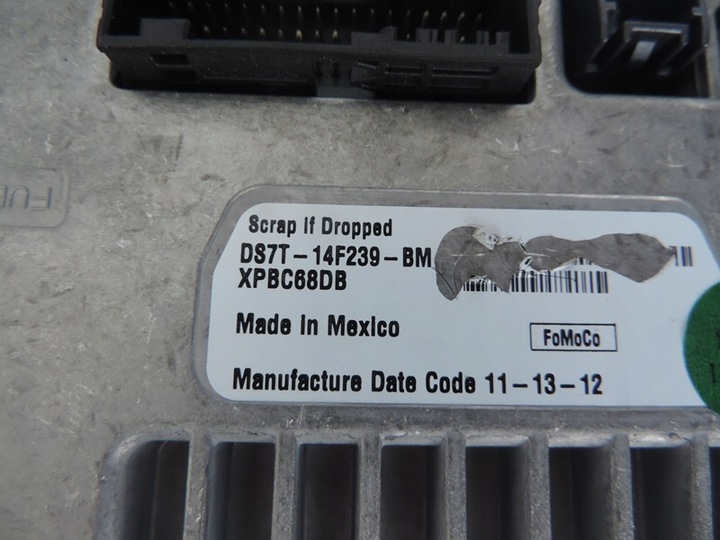 Scrap If Dropped
DS7T-14F239-BM
XPBC68DB
Made in Mexico
FoMoCo
Manufacture Date Code 11-13-12